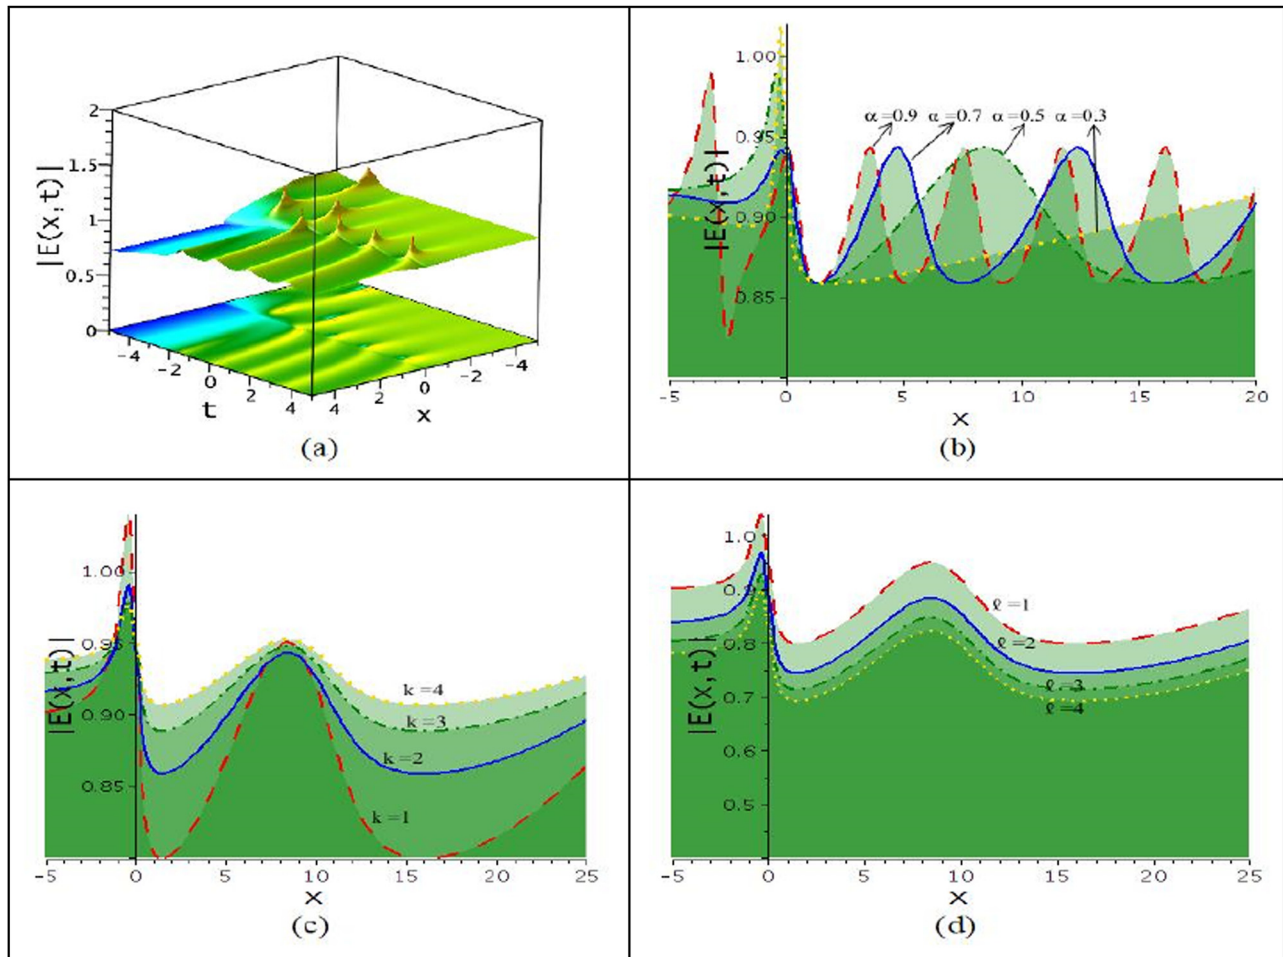 2
1.5
1
0.5
0
|E(x,t)|
-4
-2
0
2
4
t
4
2
0
-2
-4
x
(a)
1.00
0.95
0.90
0.85
|E(x,t)|
α=0.9 α=0.7 α=0.5 α=0.3
-5 0 5 10 15 20
x
(b)
1.00
0.95
0.90
0.85
|E(x,t)|
k=4
k=3
k=2
k=1
-5 0 5 10 15 20 25
x
(c)
1.0
0.9
0.8
0.7
0.6
0.5
|E(x,t)|
ℓ=1
ℓ=2
ℓ=3
ℓ=4
-5 0 5 10 15 20 25
x
(d)